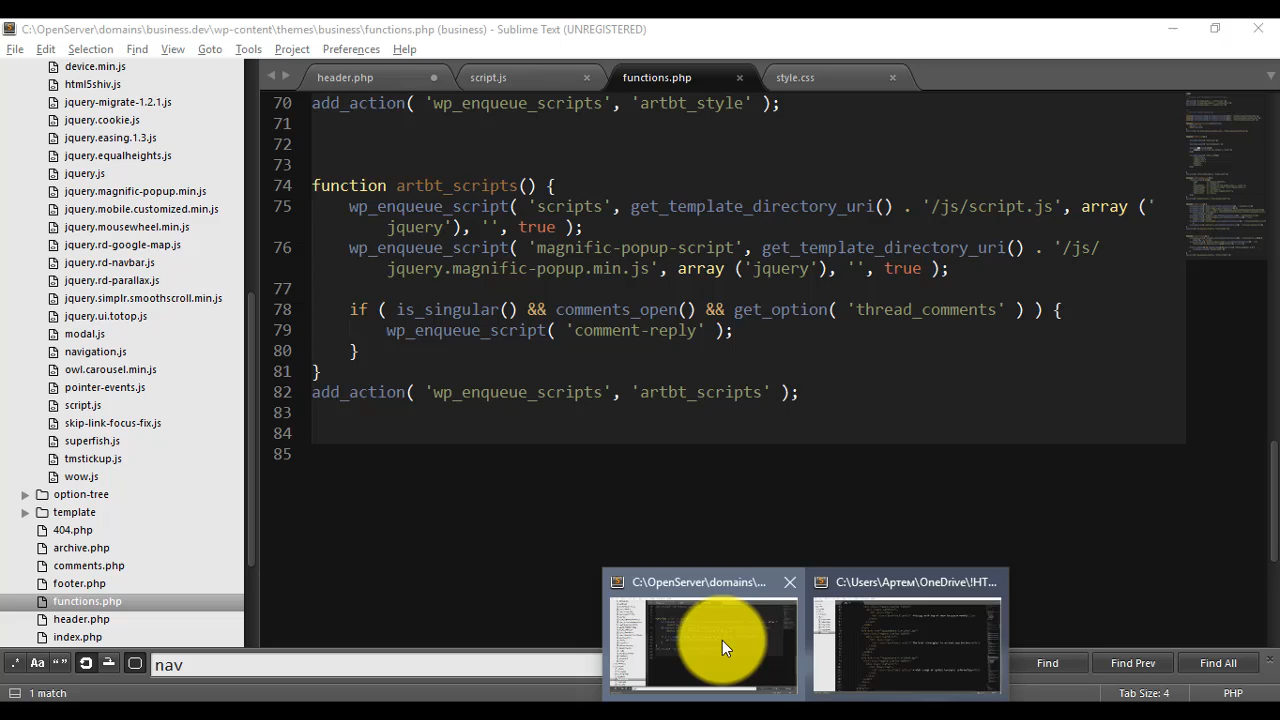 C:\OpenServer\domains\business.dev\wp-content\themes\business\functions.php (business) - Sublime Text (UNREGISTERED)
File Edit Selection Find View Goto Tools Project Preferences Help
device.min.js
html5shiv.js
jquery-migrate-1.2.1.js
jquery.cookie.js
jquery.easing.1.3.js
jquery.equalheights.js
jquery.js
jquery.magnific-popup.min.js
jquery.mobile.customized.min.js
jquery.mousewheel.min.js
jquery.rd-google-map.js
jquery.rd-navbar.js
jquery.rd-parallax.js
jquery.simplr.smoothscroll.min.js
jquery.ui.totop.js
modal.js
navigation.js
owl.carousel.min.js
pointer-events.js
script.js
skip-link-focus-fix.js
superfish.js
tmstickup.js
wow.js
option-tree
template
404.php
archive.php
comments.php
footer.php
functions.php
header.php
index.php
header.php script.js functions.php style.css
70 add_action( 'wp_enqueue_scripts', 'artbt_style' );
71
72
73
74 function artbt_scripts() {
75 wp_enqueue_script( 'scripts', get_template_directory_uri() . '/js/script.js', array ('
jquery'), '', true );
76 wp_enqueue_script( 'magnific-popup-script', get_template_directory_uri() . '/js/
jquery.magnific-popup.min.js', array ('jquery'), '', true );
77
78 if ( is_singular() && comments_open() && get_option( 'thread_comments' ) ) {
79 wp_enqueue_script( 'comment-reply' );
80 }
81 }
82 add_action( 'wp_enqueue_scripts', 'artbt_scripts' );
83
84
85
C:\OpenServer\domains\... C:\Users\Артем\OneDrive\!HT...
.* Aa “ ” nav Find Find Prev Find All
1 match Tab Size: 4 PHP